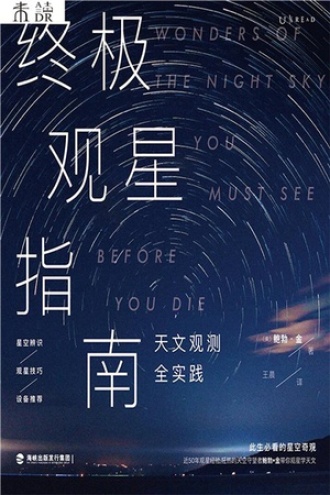 未讀
UnREAD
终极
观星
指
南
WONDERS OF
THE NIGHT SKY
YOU
MUST SEE
BEFORE
YOU DIE
星空辨识
观星技巧
设备推荐
天文观测
全实践
[美] 鲍勃·金 著
王燕 译
此生必看的星空奇观
海峡出版发行集团